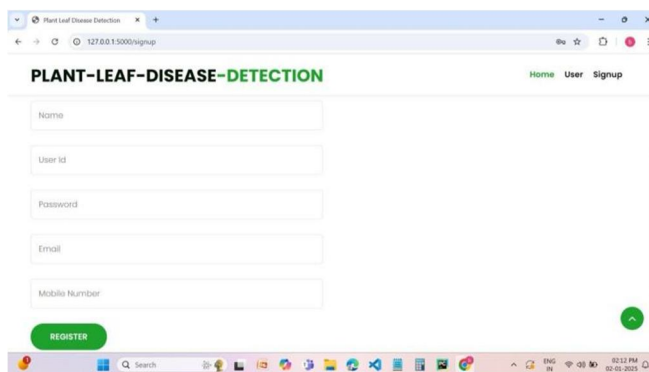 Plant Leaf Disease Detection
127.0.0.1:5000/signup
PLANT-LEAF-DISEASE-DETECTION
Home User Signup
Name
User Id
Password
Email
Mobile Number
REGISTER
Search
ENG
IN
02:12 PM
02-01-2025